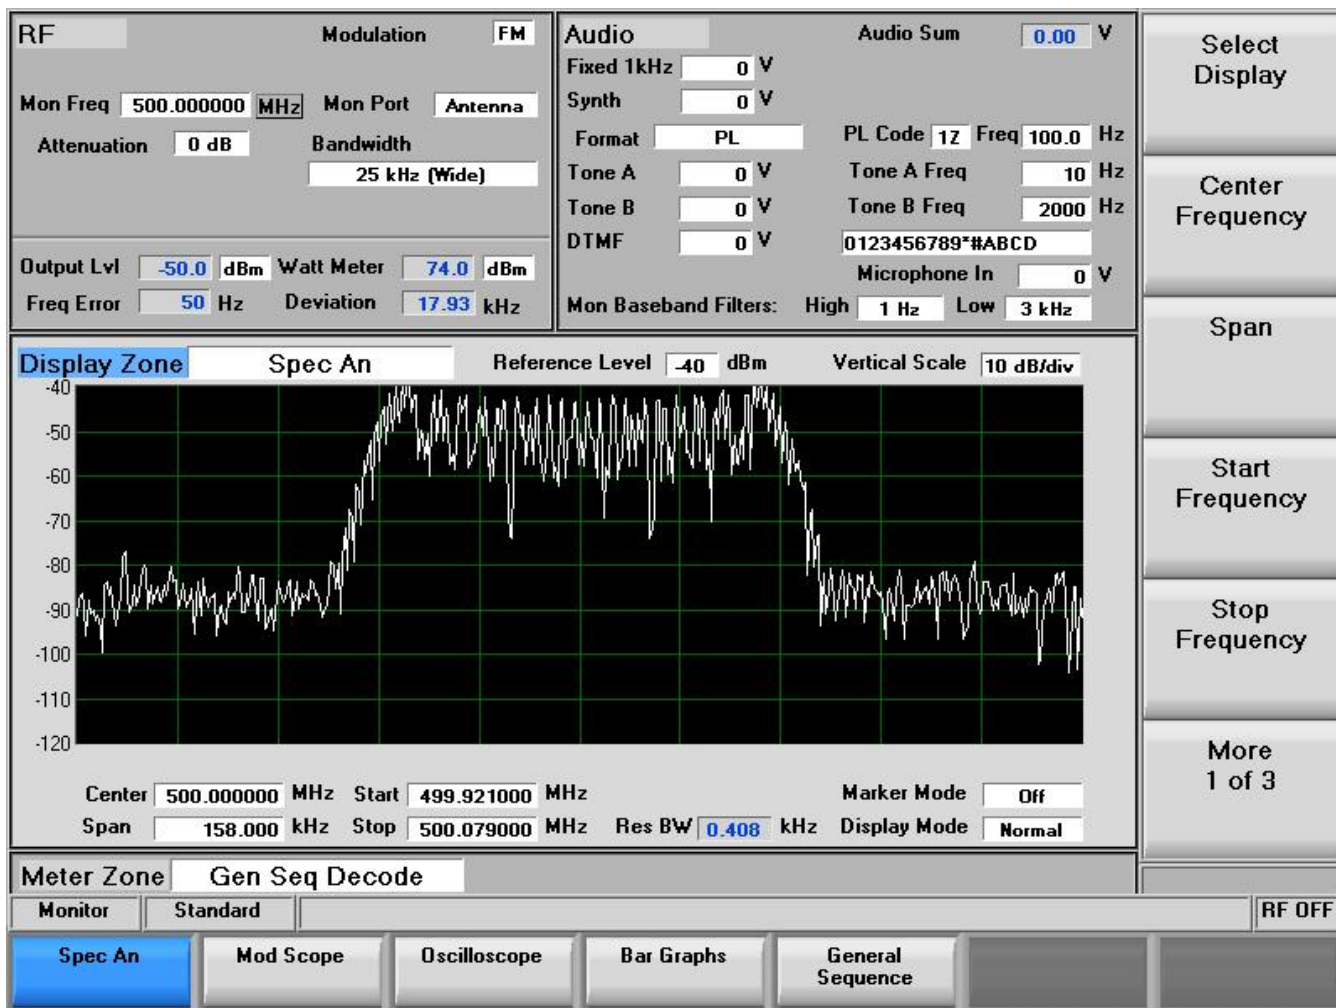 RF Modulation FM
Mon Freq 500.000000 MHz Mon Port Antenna
Attenuation 0 dB Bandwidth
25 kHz (Wide)
Output Lvl -50.0 dBm Watt Meter 74.0 dBm
Freq Error 50 Hz Deviation 17.93 kHz
Audio Audio Sum 0.00 V
Fixed 1kHz 0 V
Synth 0 V
Format PL PL Code 1Z Freq 100.0 Hz
Tone A 0 V Tone A Freq 10 Hz
Tone B 0 V Tone B Freq 2000 Hz
DTMF 0 V 0123456789*#ABCD
Microphone In 0 V
Mon Baseband Filters: High 1 Hz Low 3 kHz
Display Zone Spec An Reference Level -40 dBm Vertical Scale 10 dB/div
-40
-50
-60
-70
-80
-90
-100
-110
-120
Center 500.000000 MHz Start 499.921000 MHz Marker Mode Off
Span 158.000 kHz Stop 500.079000 MHz Res BW 0.408 kHz Display Mode Normal
Meter Zone Gen Seq Decode
Monitor Standard RF OFF
Spec An Mod Scope Oscilloscope Bar Graphs General
Sequence
Select
Display
Center
Frequency
Span
Start
Frequency
Stop
Frequency
More
1 of 3